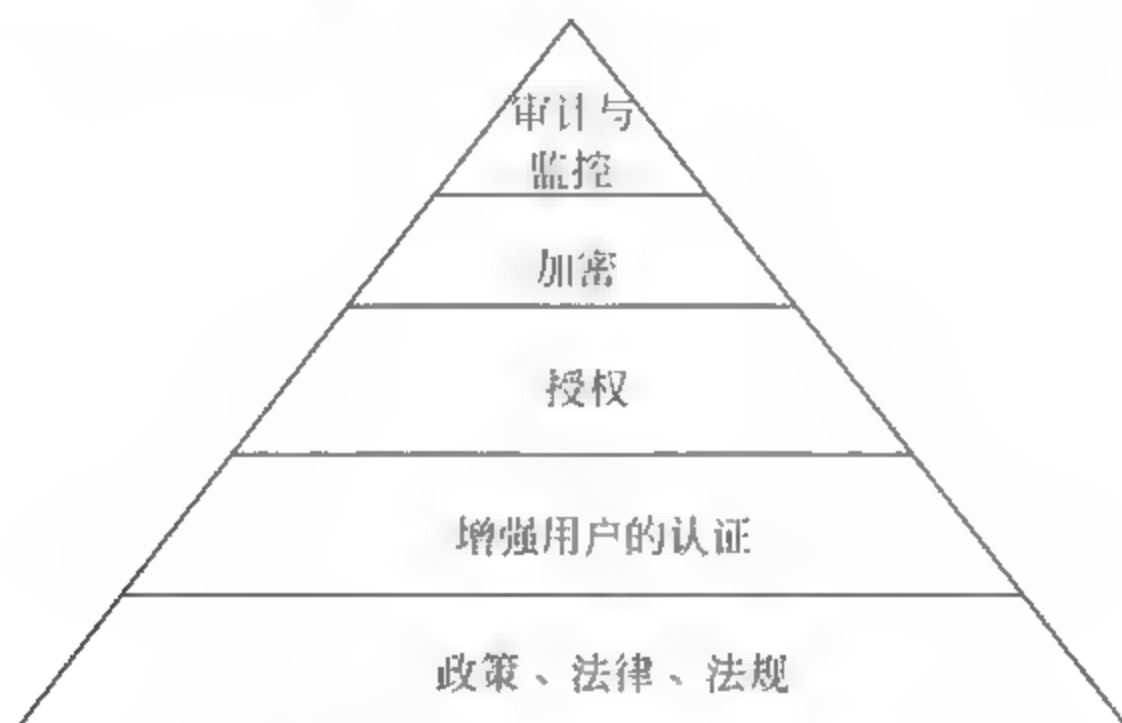 审计与
监控
加密
授权
增强用户的认证
政策、法律、法规